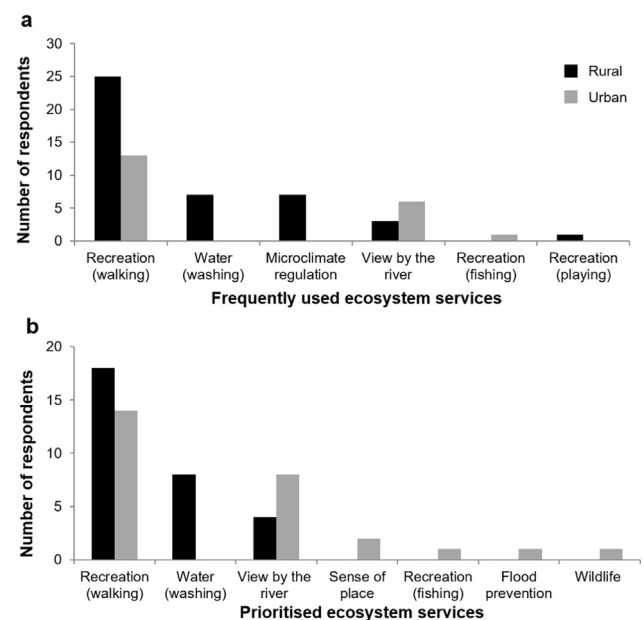 a
30
25
20
15
10
5
0
Number of respondents
Rural
Urban
Recreation (walking)
Water (washing)
Microclimate regulation
View by the river
Recreation (fishing)
Recreation (playing)
Frequently used ecosystem services
b
20
15
10
5
0
Number of respondents
Recreation (walking)
Water (washing)
View by the river
Sense of place
Recreation (fishing)
Flood prevention
Wildlife
Prioritised ecosystem services